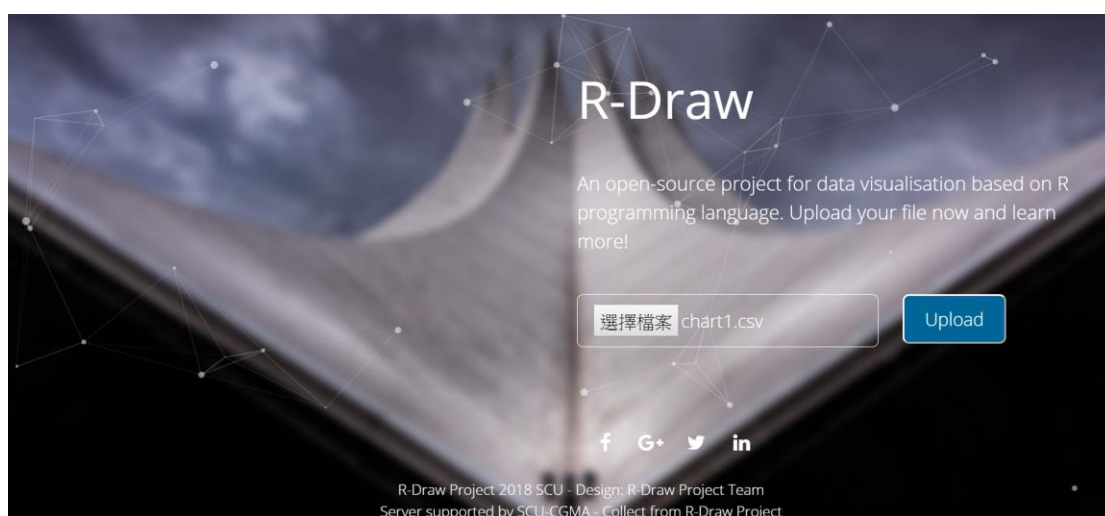 R-Draw
An open-source project for data visualisation based on R
programming language. Upload your file now and learn
more!
選擇檔案 chart1.csv
Upload
f G+ in
R-Draw Project 2018 SCU - Design: R-Draw Project Team
Server supported by SCU-CGMA - Collect from R-Draw Project